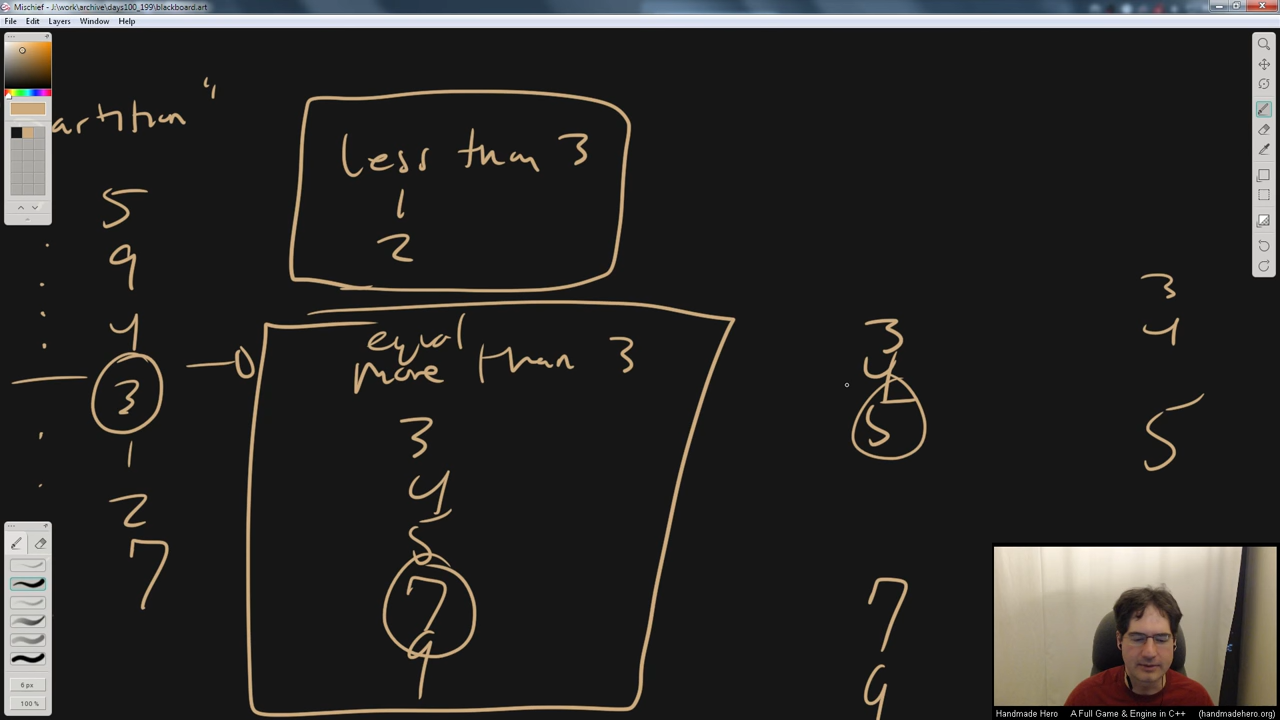 Mischief - J:\work\archive\days100_199\blackboard.art
File Edit Layers Window Help
artition"
5
9
4
3
1
2
7
less than 3
1
2
equal
more than 3
3
4
5
7
9
3
4
5
7
9
3
4
5
6 px
100 %
Handmade Hero A Full Game & Engine in C++ (handmadehero.org)